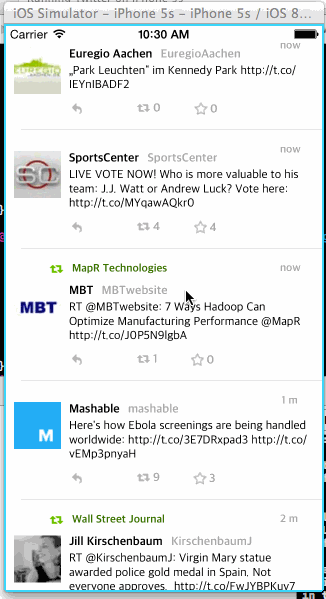 iOS Simulator - iPhone 5s - iPhone 5s / iOS 8...
Carrier 10:30 AM
now
Euregio Aachen EuregioAachen
„Park Leuchten" im Kennedy Park http://t.co/
IEYnIBADF2
0 0
now
SportsCenter SportsCenter
LIVE VOTE NOW! Who is more valuable to his
team: J.J. Watt or Andrew Luck? Vote here:
http://t.co/MYqawAQkr0
4 4
MapR Technologies now
MBT MBTwebsite
MBT
RT @MBTwebsite: 7 Ways Hadoop Can
Optimize Manufacturing Performance @MapR
http://t.co/J0P5N9lgbA
1 0
1 m
Mashable mashable
M
Here's how Ebola screenings are being handled
worldwide: http://t.co/3E7DRxpad3 http://t.co/
vEMp3pnyaH
9 3
Wall Street Journal 2 m
Jill Kirschenbaum KirschenbaumJ
RT @KirschenbaumJ: Virgin Mary statue
awarded police gold medal in Spain. Not
everyone approves. http://t.co/FwJYBPKuv7